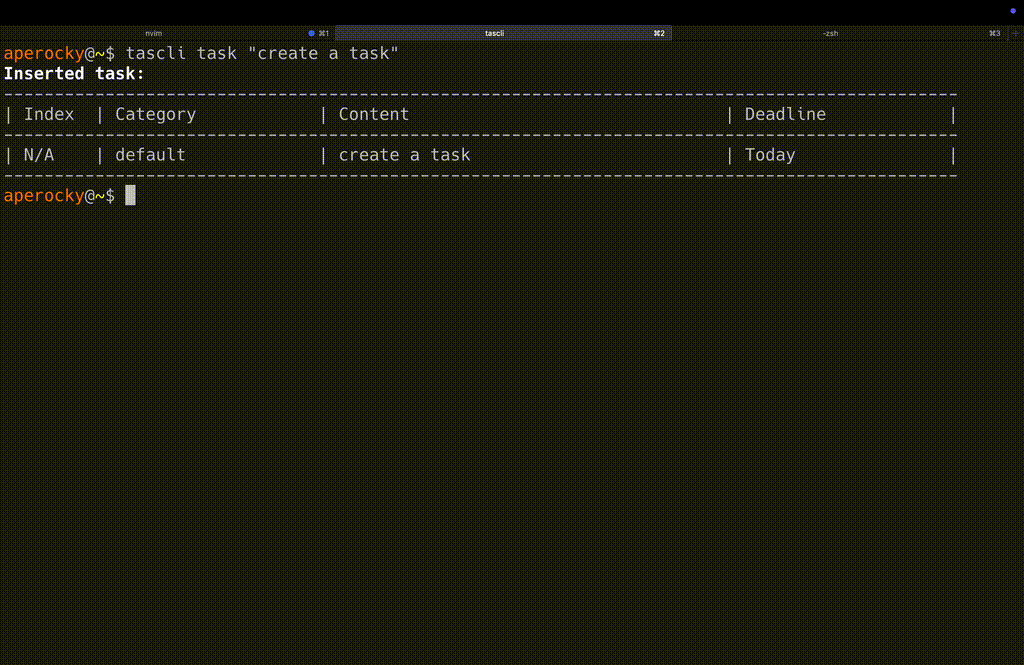 nvim ⌘1 tascli ⌘2 -zsh ⌘3
aperocky@~$ tascli task "create a task"
Inserted task:
----------------------------------------------------------------------------------------------
| Index  | Category            | Content                               | Deadline            |
----------------------------------------------------------------------------------------------
| N/A    | default             | create a task                         | Today               |
----------------------------------------------------------------------------------------------
aperocky@~$